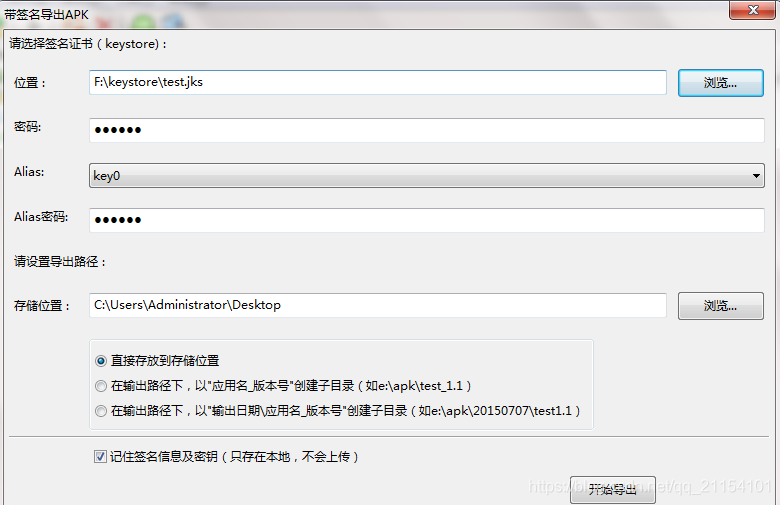 带签名导出APK
请选择签名证书（keystore)：
位置： F:\keystore\test.jks 浏览...
密码: ●●●●●●
Alias: key0
Alias密码: ●●●●●●
请设置导出路径：
存储位置： C:\Users\Administrator\Desktop 浏览...
直接存放到存储位置
在输出路径下，以"应用名_版本号"创建子目录（如e:\apk\test_1.1）
在输出路径下，以"输出日期\应用名_版本号"创建子目录（如e:\apk\20150707\test1.1）
记住签名信息及密钥（只存在本地，不会上传）
开始导出
https://blog.csdn.net/qq_21154101